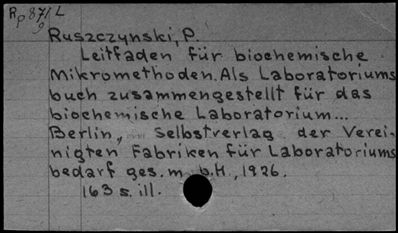 Rp 871 L
9
Ruszczynski, P.
Leitfaden für biochemische
Mikromethoden. Als Laboratoriums
buch zusammengestellt für das
biochemische Laboratorium...
Berlin, Selbstverlag der Verei-
nigten Fabriken für Laboratoriums
bedarf ges. m. b. H., 1926.
163 s. ill.